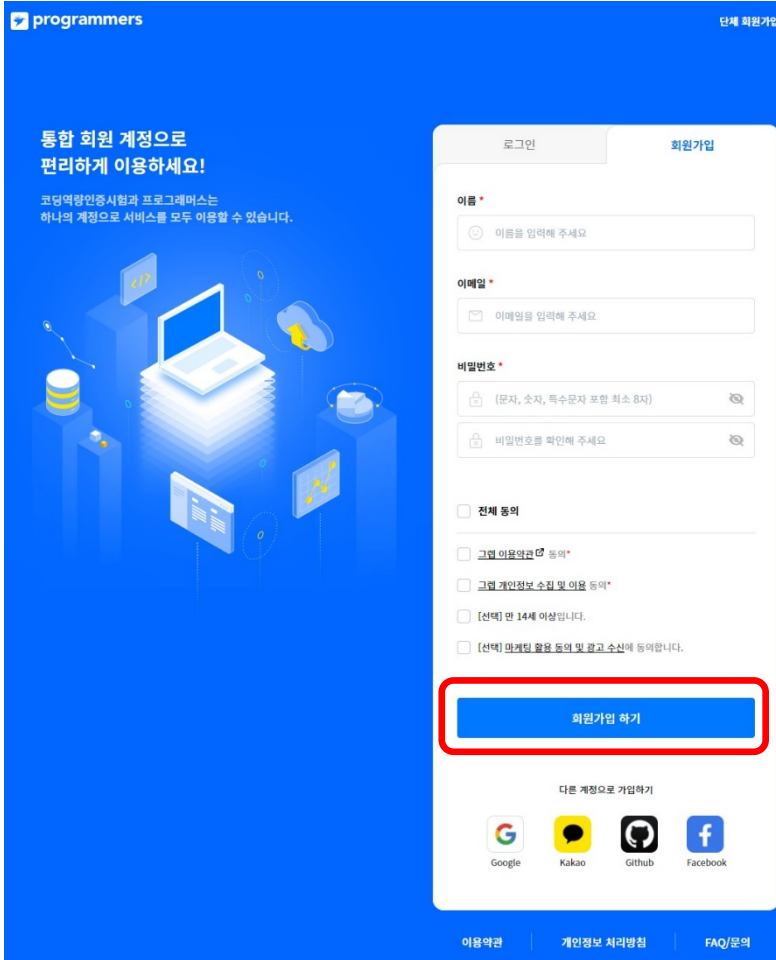 programmers
단체 회원가입
통합 회원 계정으로
편리하게 이용하세요!
코딩역량인증시험과 프로그래머스는
하나의 계정으로 서비스를 모두 이용할 수 있습니다.
</>
로그인
회원가입
이름 *
이름을 입력해 주세요
이메일 *
이메일을 입력해 주세요
비밀번호 *
(문자, 숫자, 특수문자 포함 최소 8자)
비밀번호를 확인해 주세요
전체 동의
그렙 이용약관 동의*
그렙 개인정보 수집 및 이용 동의*
[선택] 만 14세 이상입니다.
[선택] 마케팅 활용 동의 및 광고 수신에 동의합니다.
회원가입 하기
다른 계정으로 가입하기
Google
Kakao
Github
Facebook
이용약관
개인정보 처리방침
FAQ/문의